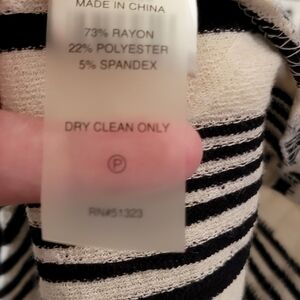 MADE IN CHINA
73% RAYON
22% POLYESTER
5% SPANDEX
DRY CLEAN ONLY
P
RN#51323